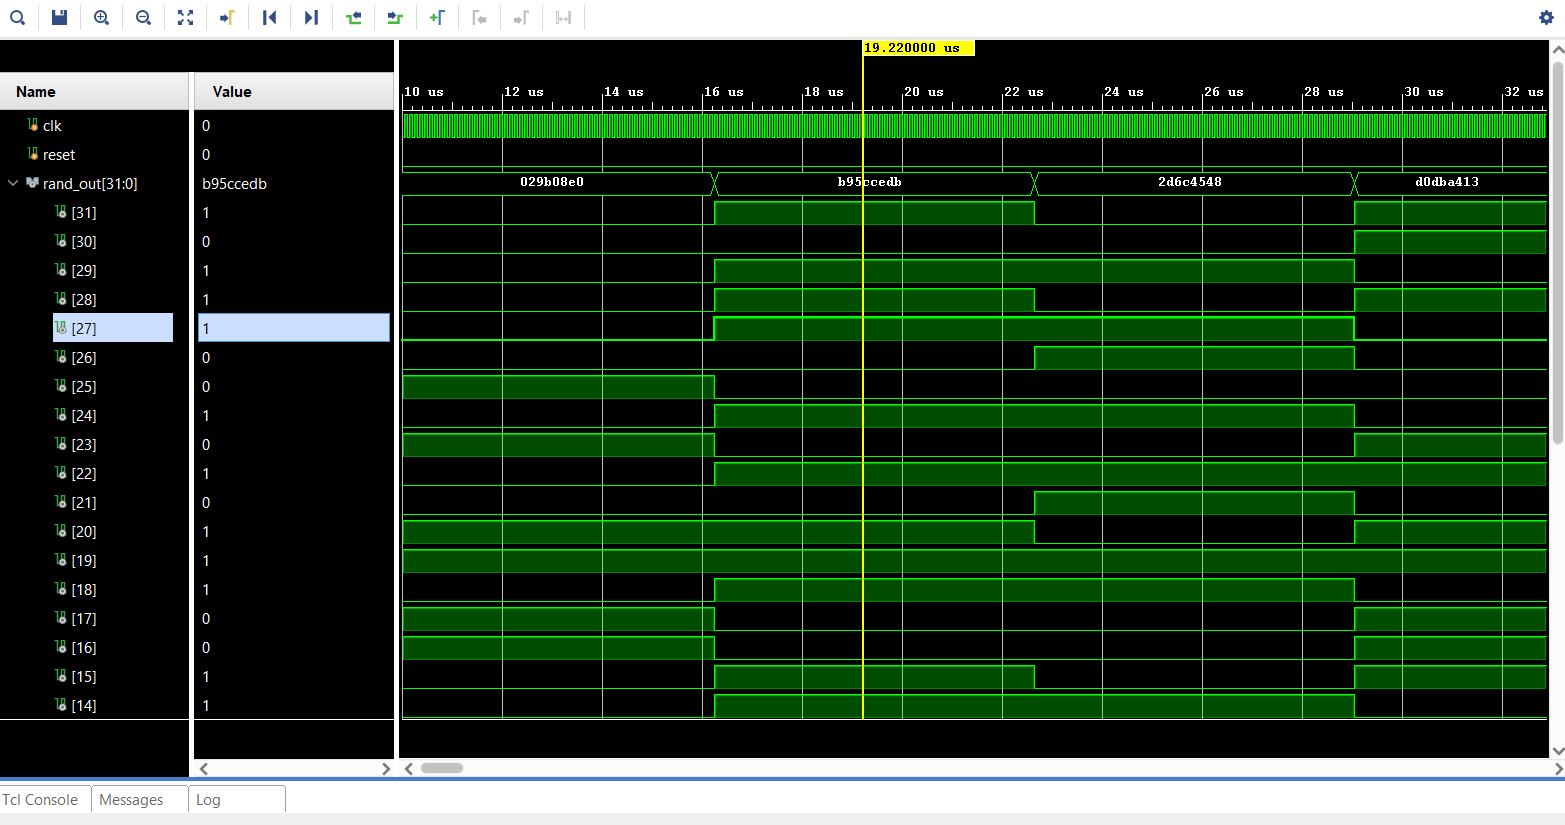 19.220000 us
Name Value
10 us 12 us 14 us 16 us 18 us 20 us 22 us 24 us 26 us 28 us 30 us 32 us
clk 0
reset 0
rand_out[31:0] b95ccedb 029b08e0 b95ccedb 2d6c4548 d0dba413
[31] 1
[30] 0
[29] 1
[28] 1
[27] 1
[26] 0
[25] 0
[24] 1
[23] 0
[22] 1
[21] 0
[20] 1
[19] 1
[18] 1
[17] 0
[16] 0
[15] 1
[14] 1
Tcl Console Messages Log